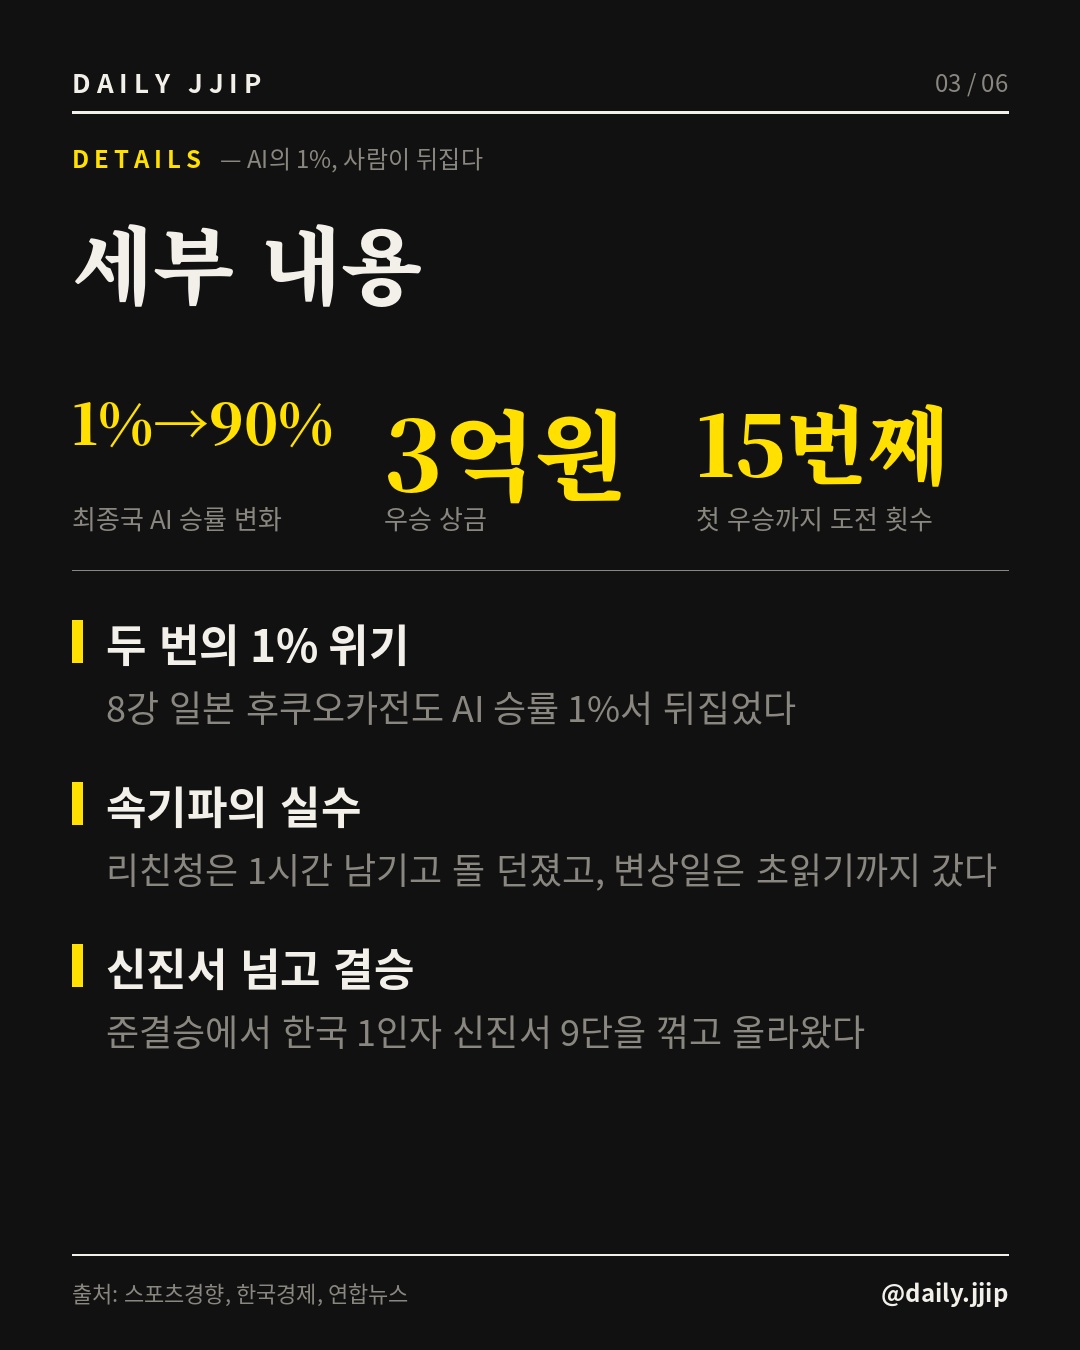 DAILY JJIP
03 / 06
DETAILS — AI의 1%, 사람이 뒤집다
세부 내용
1%→90%
최종국 AI 승률 변화
3억원
우승 상금
15번째
첫 우승까지 도전 횟수
두 번의 1% 위기
8강 일본 후쿠오카전도 AI 승률 1%서 뒤집었다
속기파의 실수
리친청은 1시간 남기고 돌 던졌고, 변상일은 초읽기까지 갔다
신진서 넘고 결승
준결승에서 한국 1인자 신진서 9단을 꺾고 올라왔다
출처: 스포츠경향, 한국경제, 연합뉴스
@daily.jjip